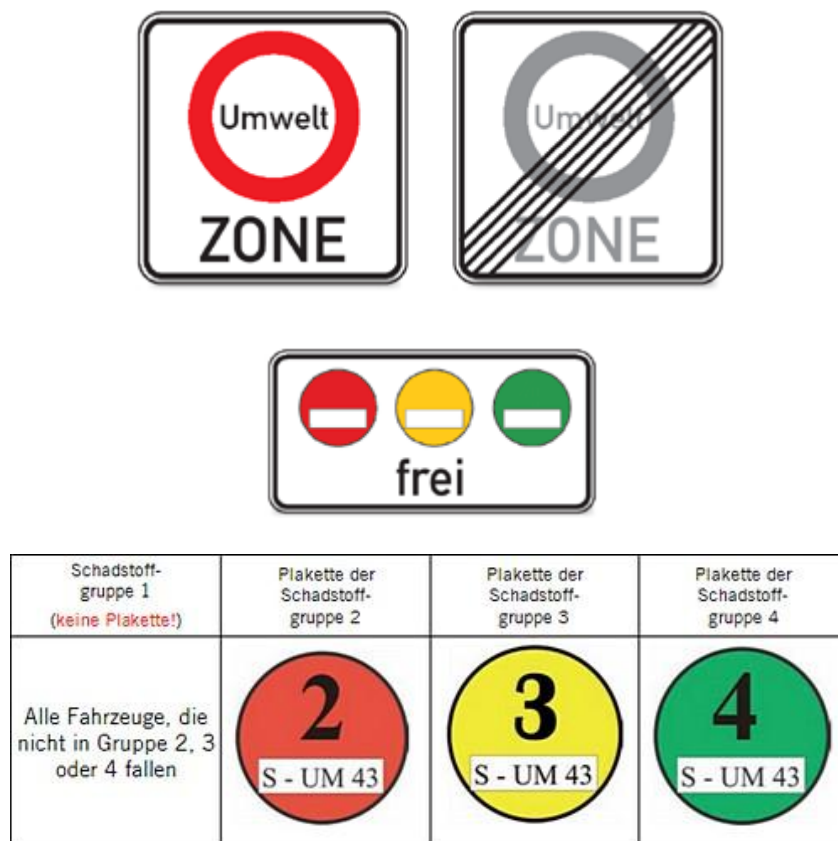 Umwelt
ZONE
Umwelt
ZONE
frei
Schadstoff-
gruppe 1
(keine Plakette!)
Plakette der
Schadstoff-
gruppe 2
Plakette der
Schadstoff-
gruppe 3
Plakette der
Schadstoff-
gruppe 4
Alle Fahrzeuge, die
nicht in Gruppe 2, 3
oder 4 fallen
2
S - UM 43
3
S - UM 43
4
S - UM 43